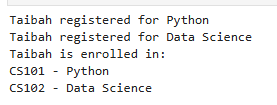 Taibah registered for Python
Taibah registered for Data Science
Taibah is enrolled in:
CS101 - Python
CS102 - Data Science